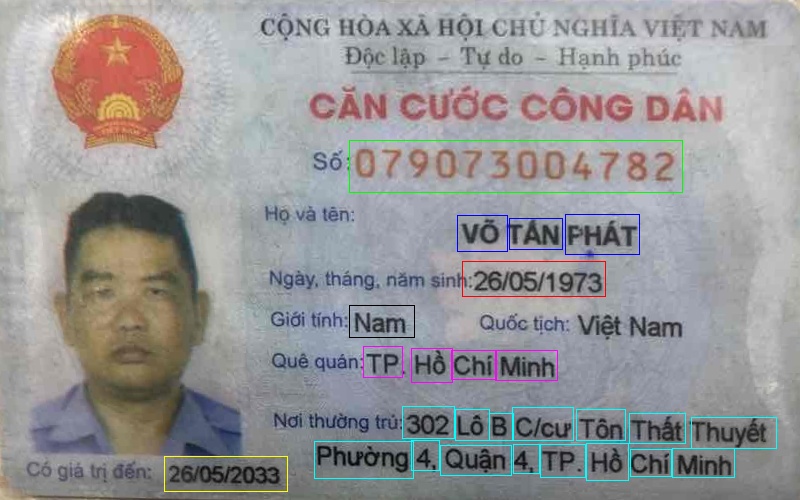 CỘNG HÒA XÃ HỘI CHỦ NGHĨA VIỆT NAM
Độc lập - Tự do - Hạnh phúc
CĂN CƯỚC CÔNG DÂN
Số: 079073004782
Họ và tên:
VÕ TẤN PHÁT
Ngày, tháng, năm sinh: 26/05/1973
Giới tính: Nam Quốc tịch: Việt Nam
Quê quán: TP. Hồ Chí Minh
Nơi thường trú: 302 Lô B C/cư Tôn Thất Thuyết
Phường 4, Quận 4, TP. Hồ Chí Minh
Có giá trị đến: 26/05/2033